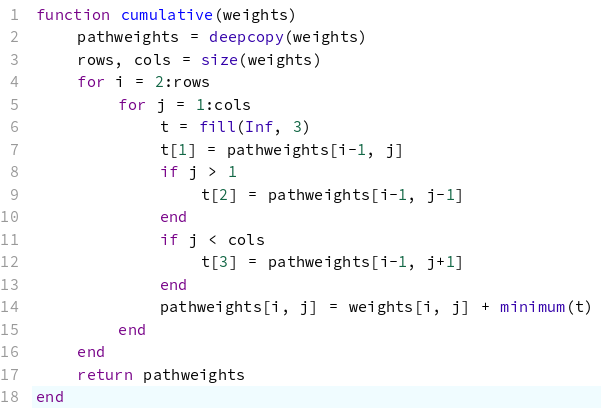 1 function cumulative(weights)
2     pathweights = deepcopy(weights)
3     rows, cols = size(weights)
4     for i = 2:rows
5         for j = 1:cols
6             t = fill(Inf, 3)
7             t[1] = pathweights[i-1, j]
8             if j > 1
9                 t[2] = pathweights[i-1, j-1]
10             end
11             if j < cols
12                 t[3] = pathweights[i-1, j+1]
13             end
14             pathweights[i, j] = weights[i, j] + minimum(t)
15         end
16     end
17     return pathweights
18 end